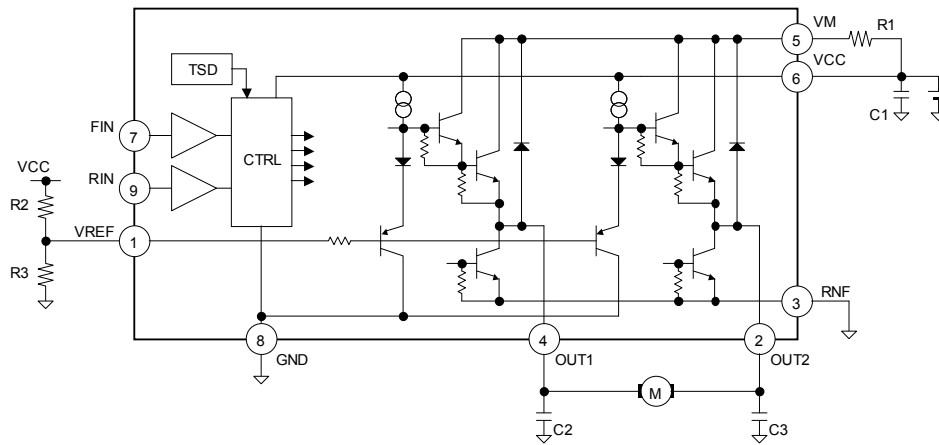 VM
R1
5
VCC
6
TSD
C1
FIN
7
CTRL
VCC
RIN
9
R2
VREF
1
R3
3
RNF
8
GND
4
OUT1
2
OUT2
M
C2
C3